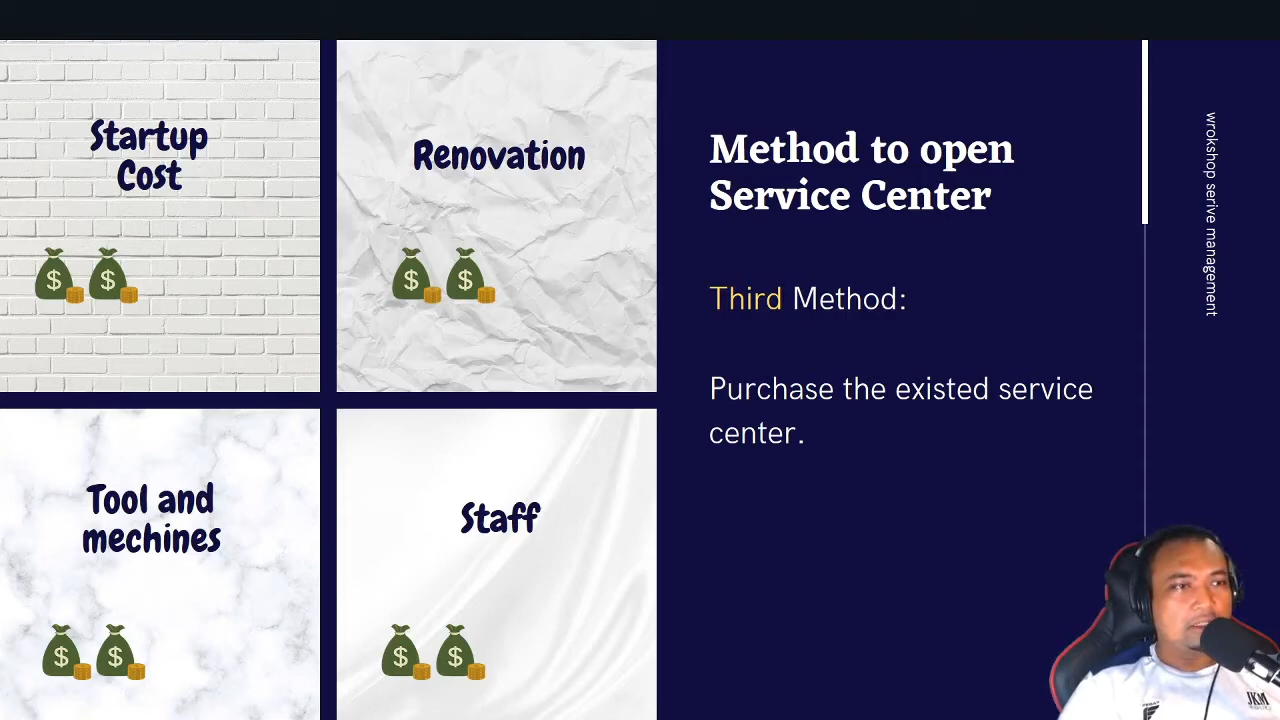 Startup
Cost
Renovation
Tool and
mechines
Staff
Method to open
Service Center
Third Method:
Purchase the existed service
center.
wrokshop serive management
JKM